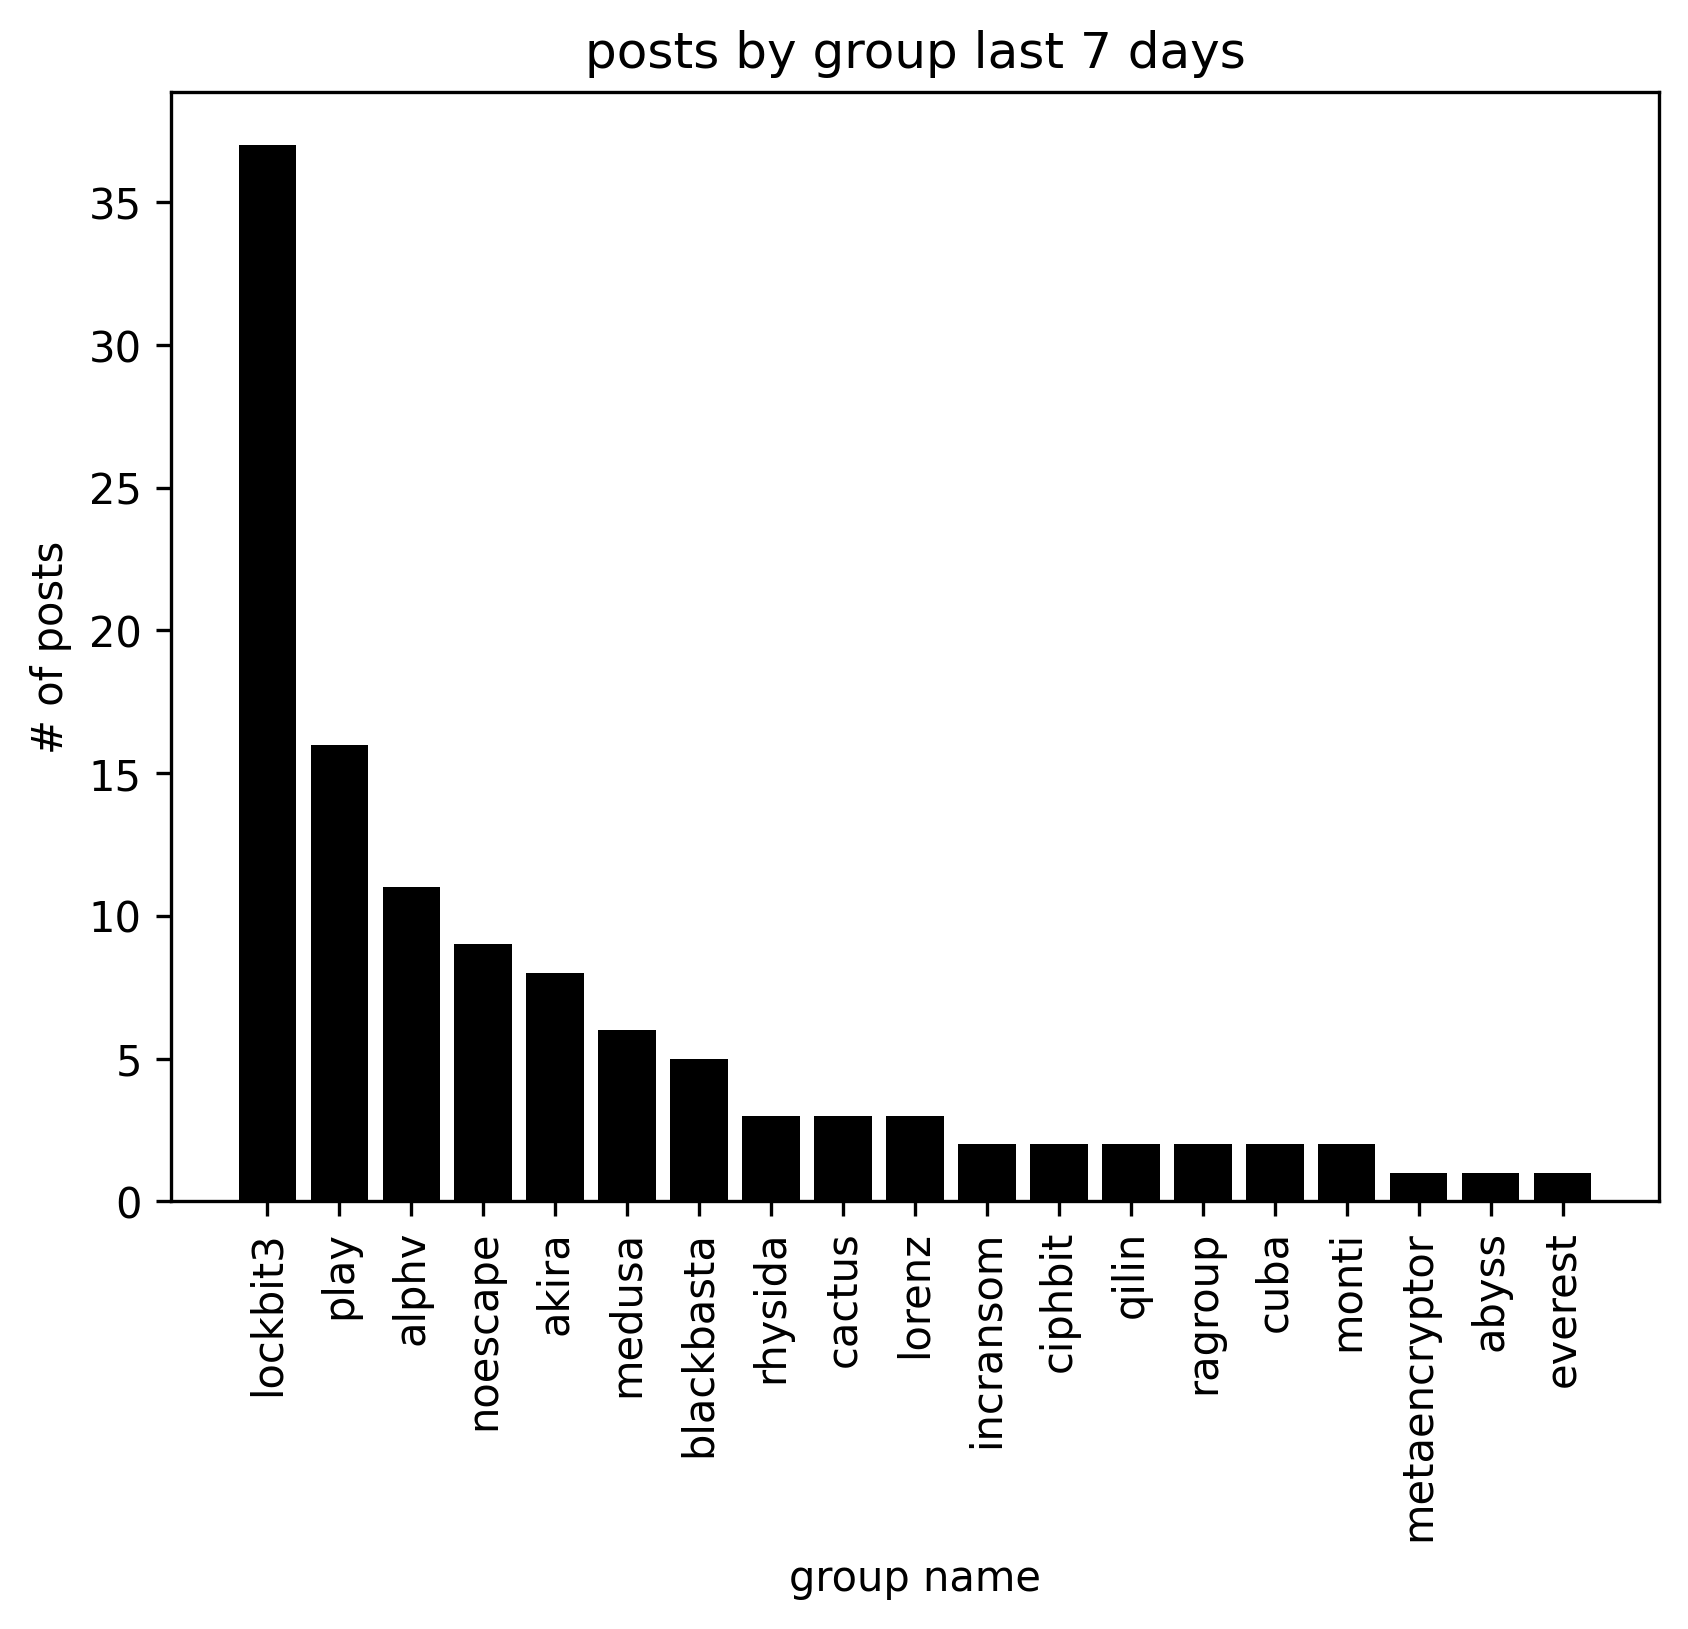 posts by group last 7 days
# of posts
35
30
25
20
15
10
5
0
lockbit3
play
alphv
noescape
akira
medusa
blackbasta
rhysida
cactus
lorenz
incransom
ciphbit
qilin
ragroup
cuba
monti
metaencryptor
abyss
everest
group name